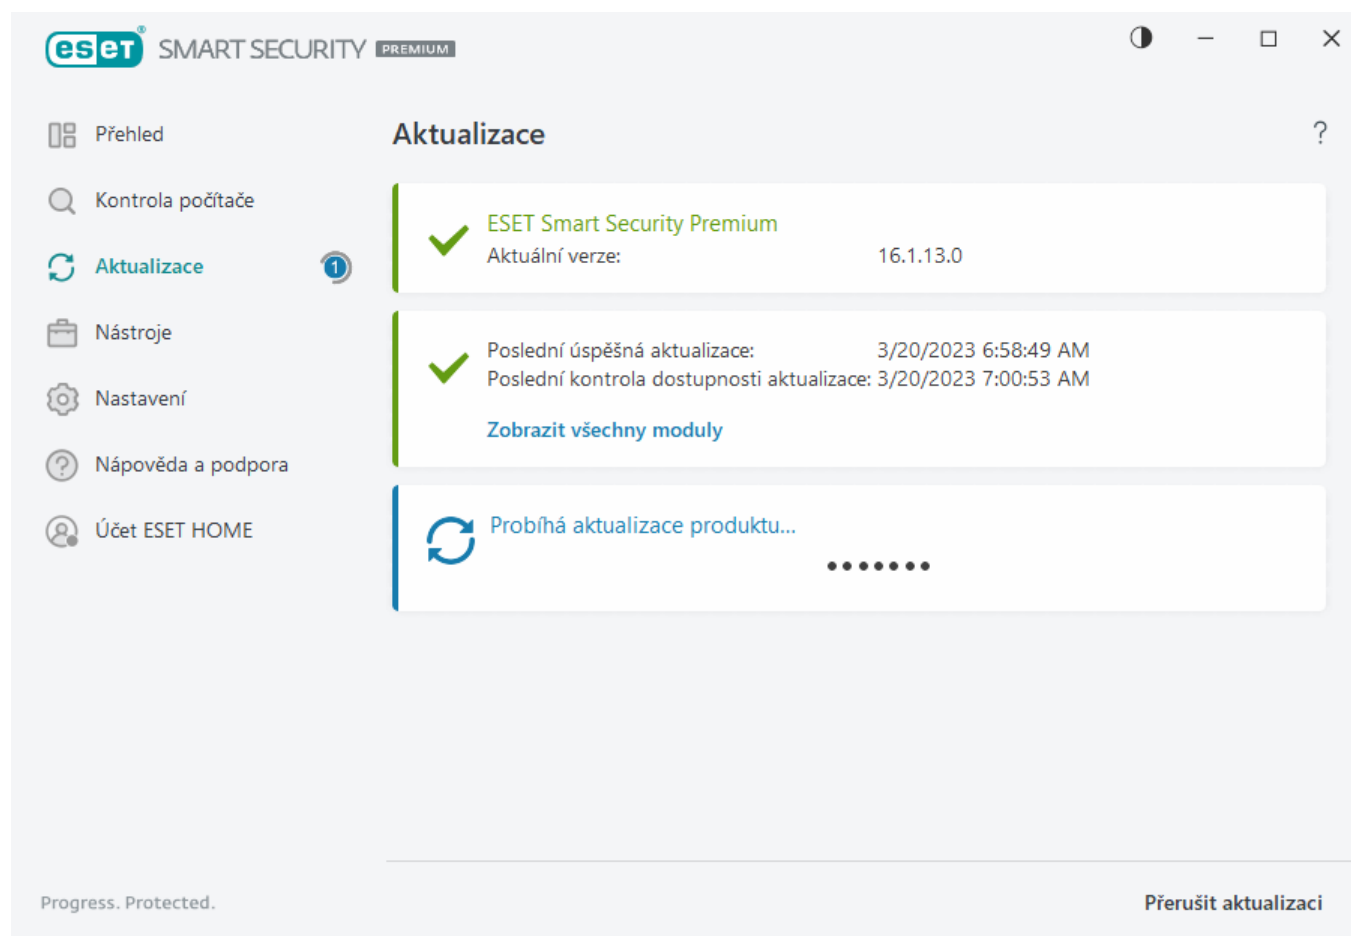 eset® SMART SECURITY PREMIUM
Přehled
Kontrola počítače
Aktualizace 1
Nástroje
Nastavení
Nápověda a podpora
Účet ESET HOME
Aktualizace ?
ESET Smart Security Premium
Aktuální verze: 16.1.13.0
Poslední úspěšná aktualizace: 3/20/2023 6:58:49 AM
Poslední kontrola dostupnosti aktualizace: 3/20/2023 7:00:53 AM
Zobrazit všechny moduly
Probíhá aktualizace produktu...
Progress. Protected.
Přerušit aktualizaci